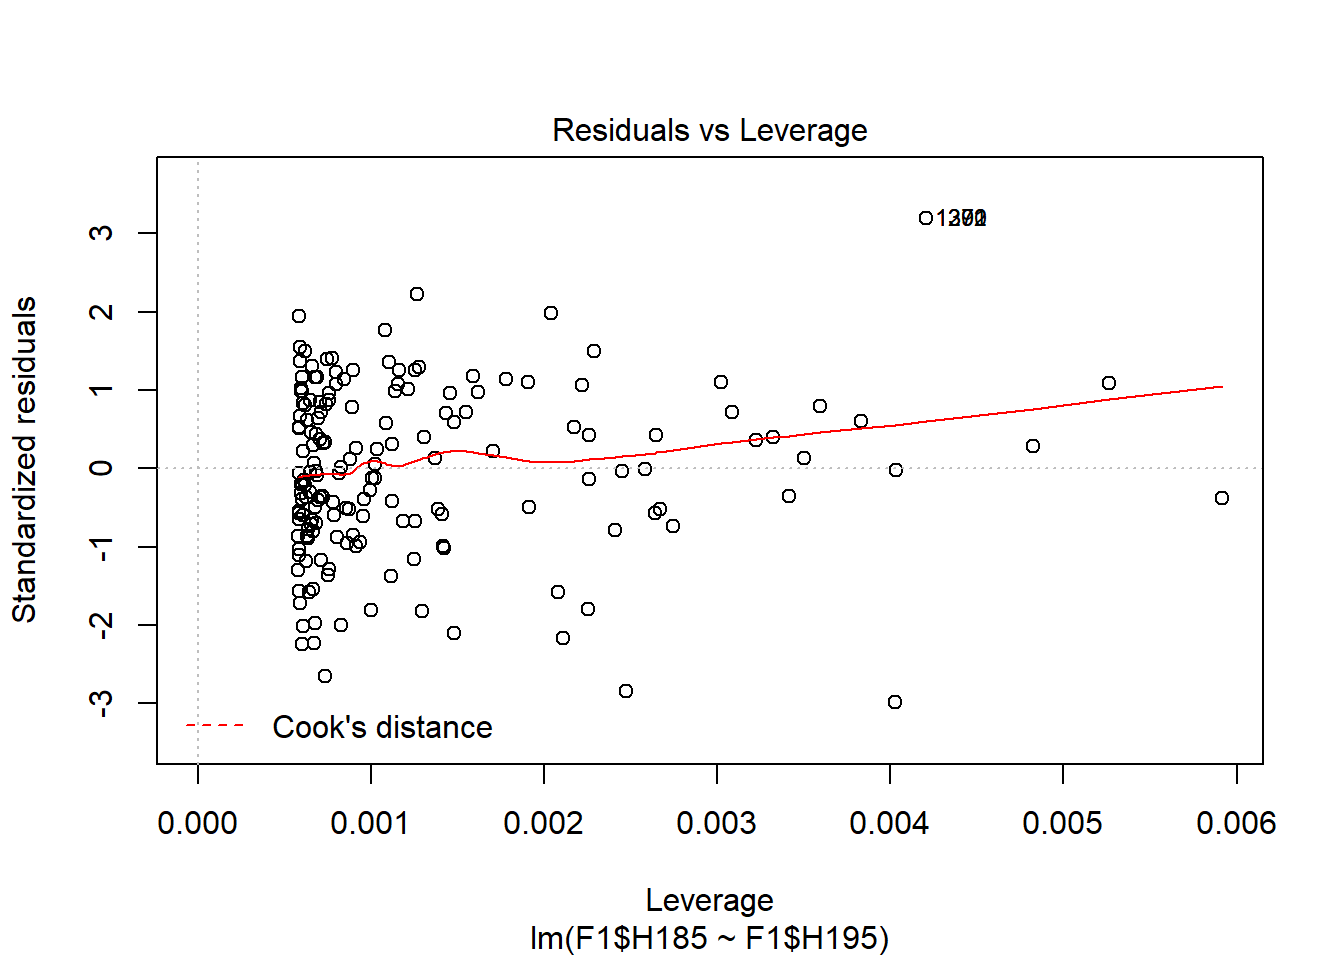 Residuals vs Leverage
Standardized residuals
3
2
1
0
-1
-2
-3
Cook's distance
0.000 0.001 0.002 0.003 0.004 0.005 0.006
Leverage
lm(F1$H185 ~ F1$H195)